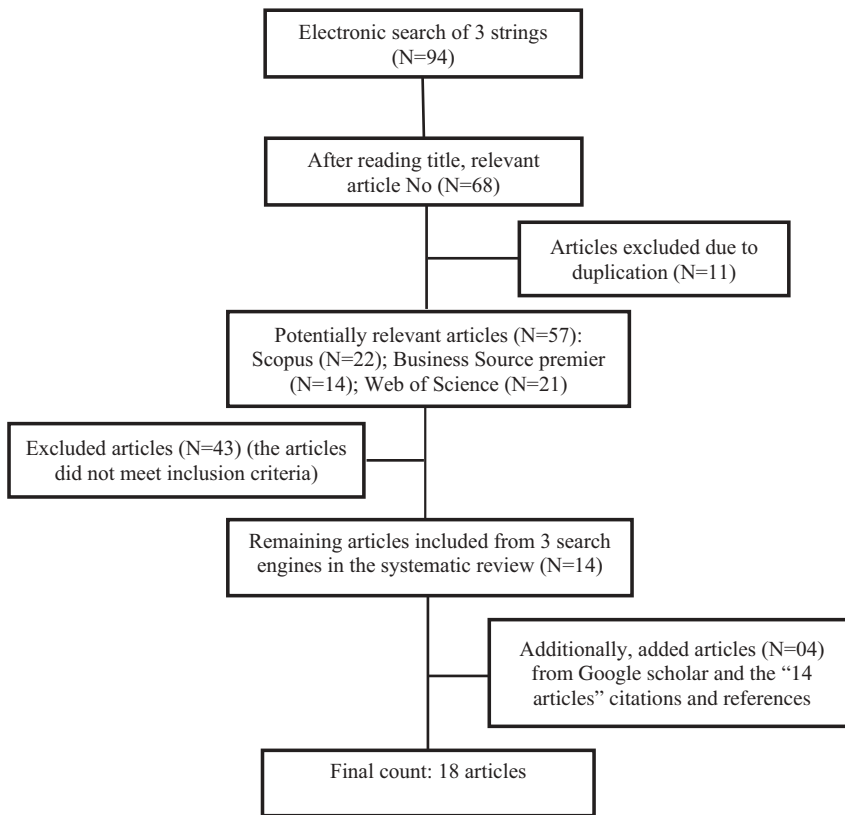 Electronic search of 3 strings
(N=94)
After reading title, relevant
article No (N=68)
Articles excluded due to
duplication (N=11)
Potentially relevant articles (N=57):
Scopus (N=22); Business Source premier
(N=14); Web of Science (N=21)
Excluded articles (N=43) (the articles
did not meet inclusion criteria)
Remaining articles included from 3 search
engines in the systematic review (N=14)
Additionally, added articles (N=04)
from Google scholar and the “14
articles” citations and references
Final count: 18 articles